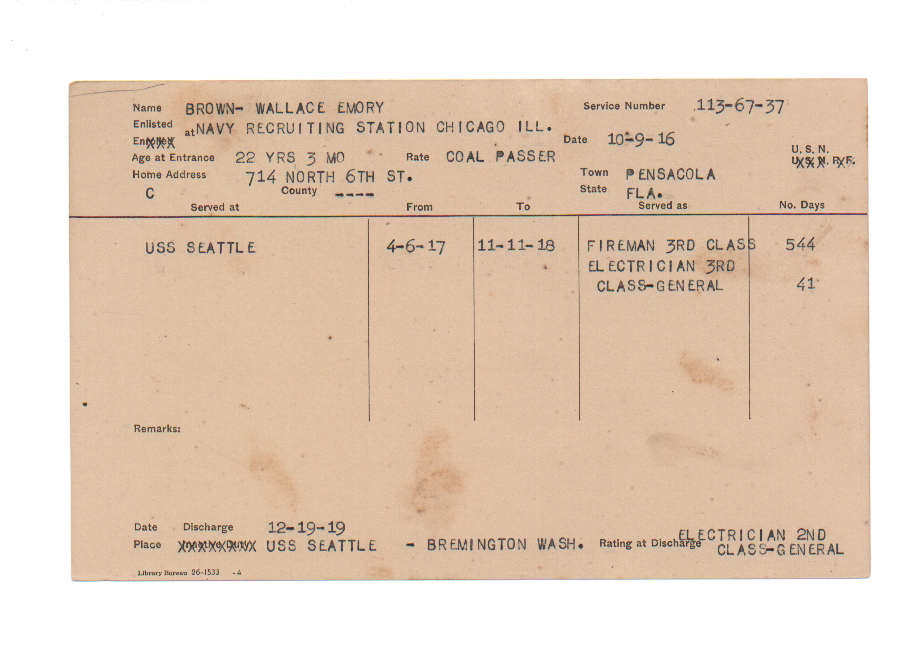 Name BROWN- WALLACE EMORY Service Number 113-67-37
Enlisted at NAVY RECRUITING STATION CHICAGO ILL. Date 10-9-16
Enrolled
Age at Entrance 22 YRS 3 MO Rate COAL PASSER U. S. N.
U. S. N. R. F.
Home Address 714 NORTH 6TH ST. Town PENSACOLA
C County ---- State FLA.
Served at From To Served as No. Days
USS SEATTLE 4-6-17 11-11-18 FIREMAN 3RD CLASS 544
ELECTRICIAN 3RD
CLASS-GENERAL 41
Remarks:
Date Discharge 12-19-19
Place Inactive Duty USS SEATTLE - BREMINGTON WASH. Rating at Discharge ELECTRICIAN 2ND
CLASS-GENERAL
Library Bureau 26-1533 -4